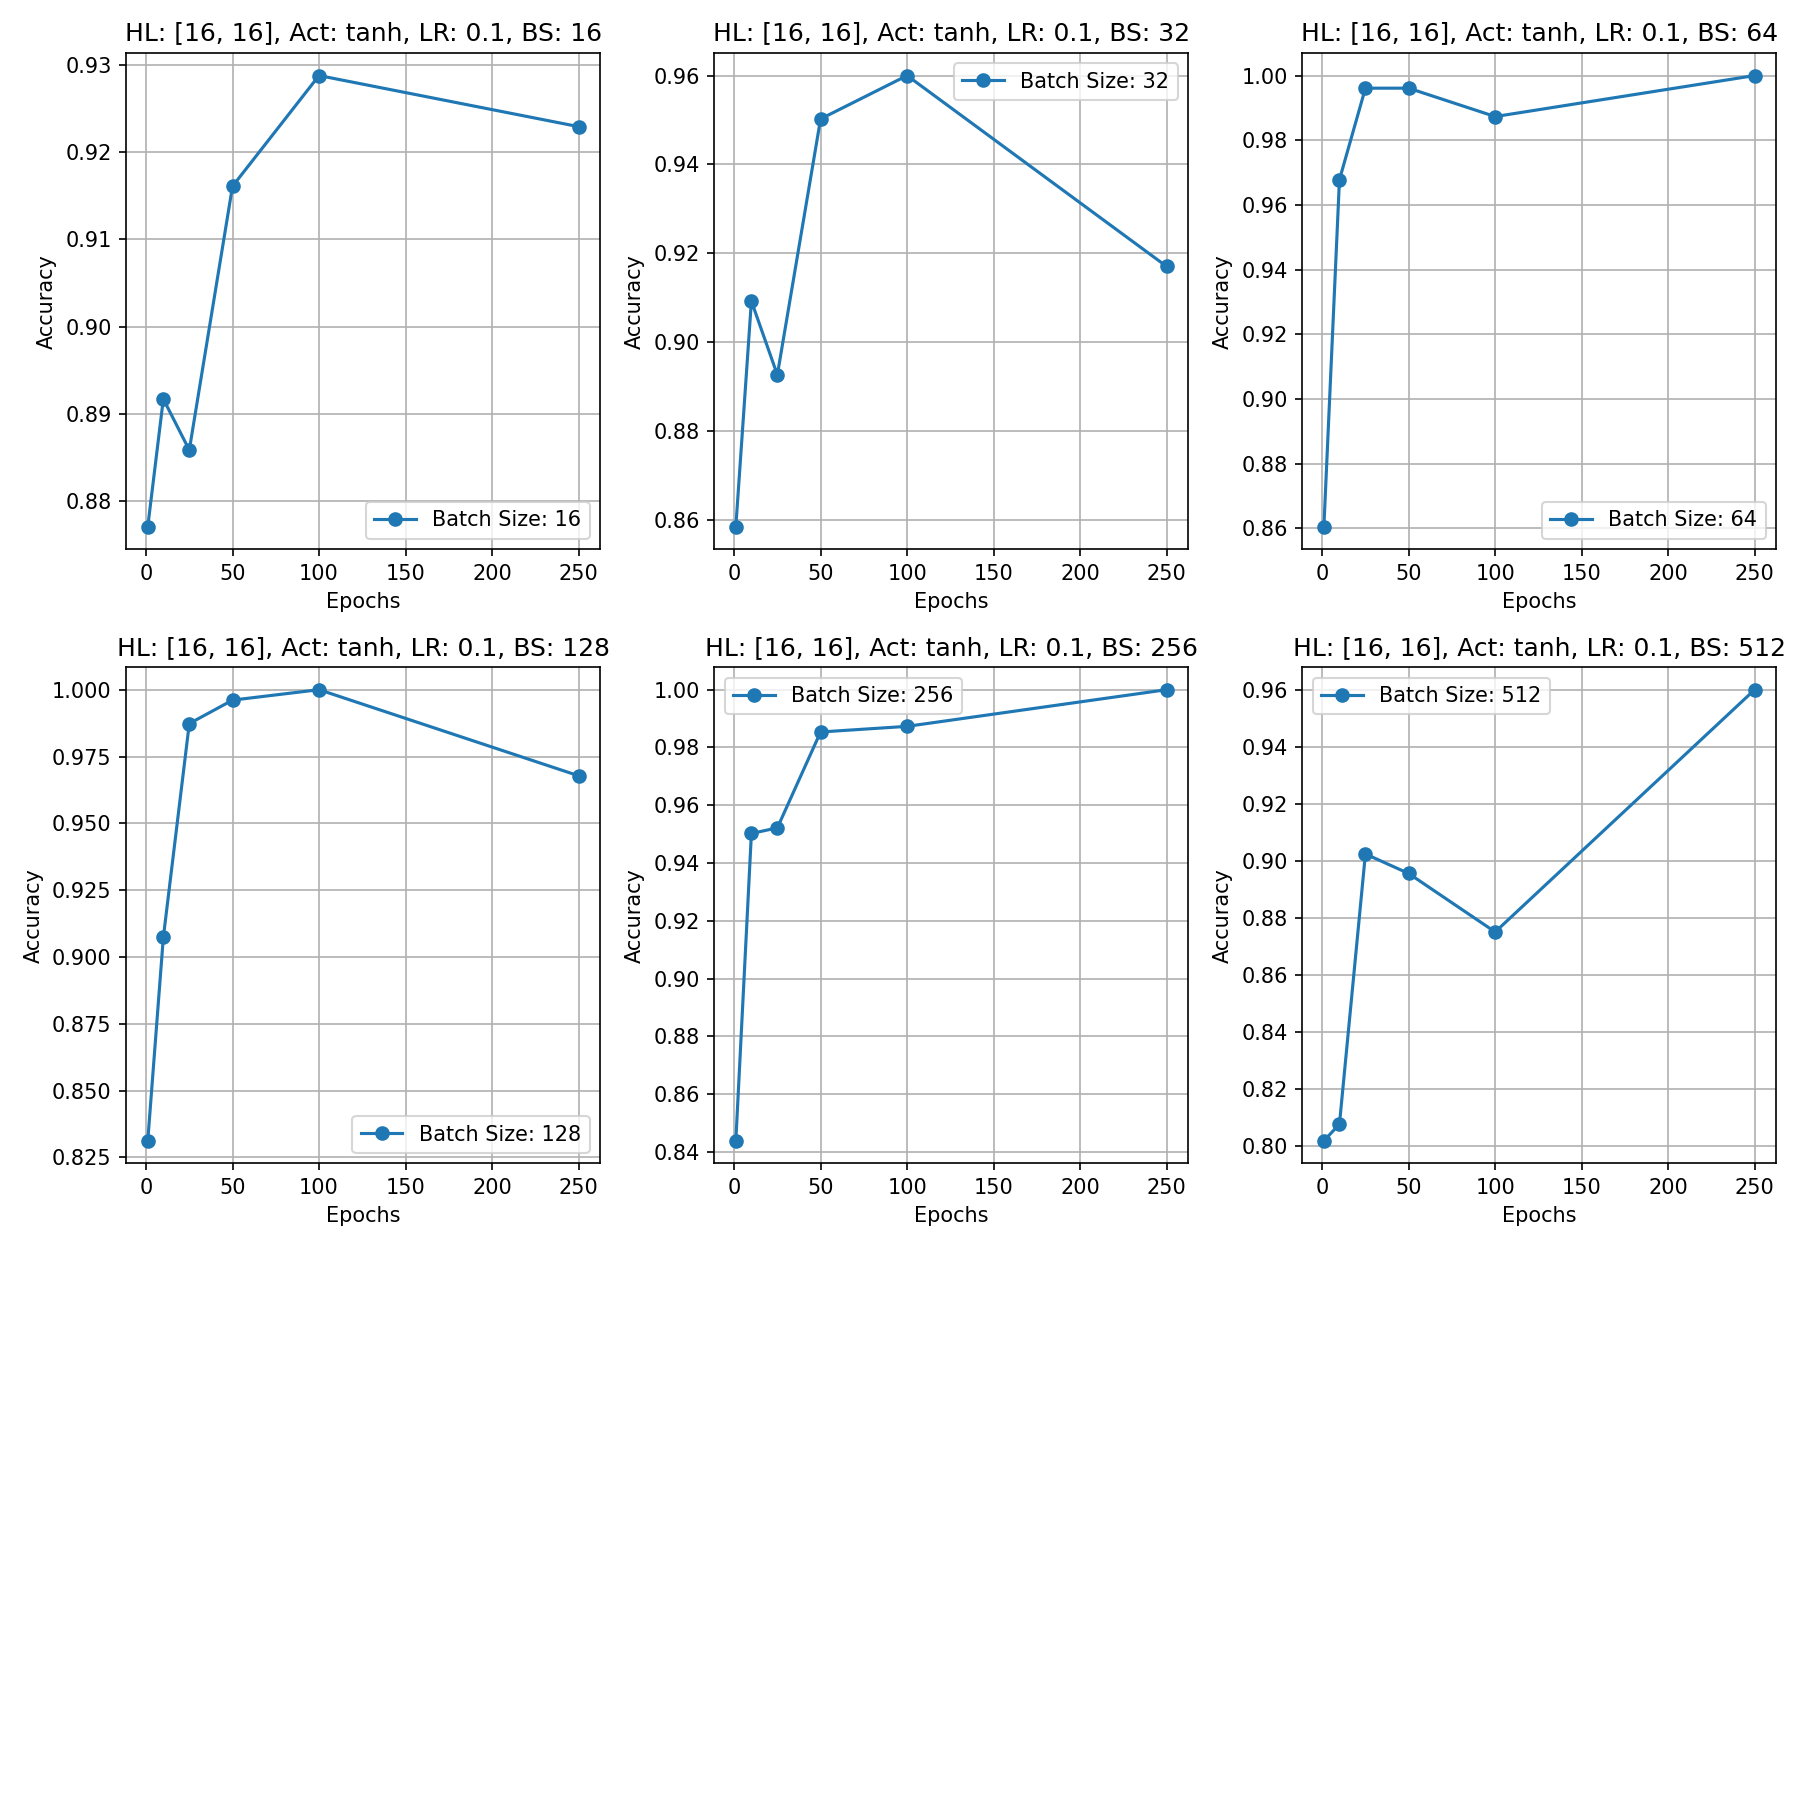 HL: [16, 16], Act: tanh, LR: 0.1, BS: 16
0.93
0.92
0.91
0.90
0.89
0.88
Accuracy
Batch Size: 16
0 50 100 150 200 250
Epochs
HL: [16, 16], Act: tanh, LR: 0.1, BS: 32
0.96
0.94
0.92
0.90
0.88
0.86
Accuracy
Batch Size: 32
0 50 100 150 200 250
Epochs
HL: [16, 16], Act: tanh, LR: 0.1, BS: 64
1.00
0.98
0.96
0.94
0.92
0.90
0.88
0.86
Accuracy
Batch Size: 64
0 50 100 150 200 250
Epochs
HL: [16, 16], Act: tanh, LR: 0.1, BS: 128
1.000
0.975
0.950
0.925
0.900
0.875
0.850
0.825
Accuracy
Batch Size: 128
0 50 100 150 200 250
Epochs
HL: [16, 16], Act: tanh, LR: 0.1, BS: 256
1.00
0.98
0.96
0.94
0.92
0.90
0.88
0.86
0.84
Accuracy
Batch Size: 256
0 50 100 150 200 250
Epochs
HL: [16, 16], Act: tanh, LR: 0.1, BS: 512
0.96
0.94
0.92
0.90
0.88
0.86
0.84
0.82
0.80
Accuracy
Batch Size: 512
0 50 100 150 200 250
Epochs